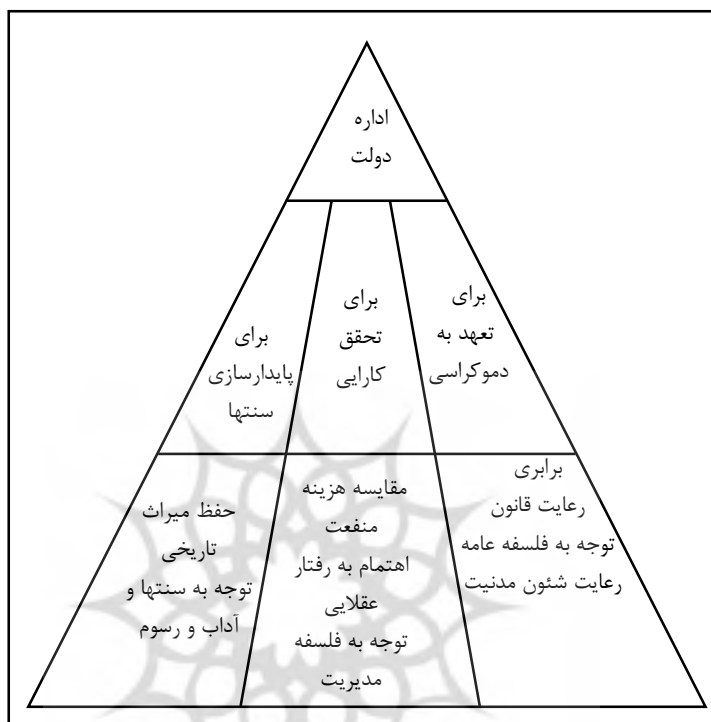 اداره
دولت
برای
تعهد به
دموکراسی
برای
تحقق
کارایی
برای
پایدارسازی
سنتها
برابری
رعایت قانون
توجه به فلسفه عامه
رعایت شئون مدنیت
مقایسه هزینه
منفعت
اهتمام به رفتار
عقلایی
توجه به فلسفه
مدیریت
حفظ میراث
تاریخی
توجه به سنتها و
آداب و رسوم